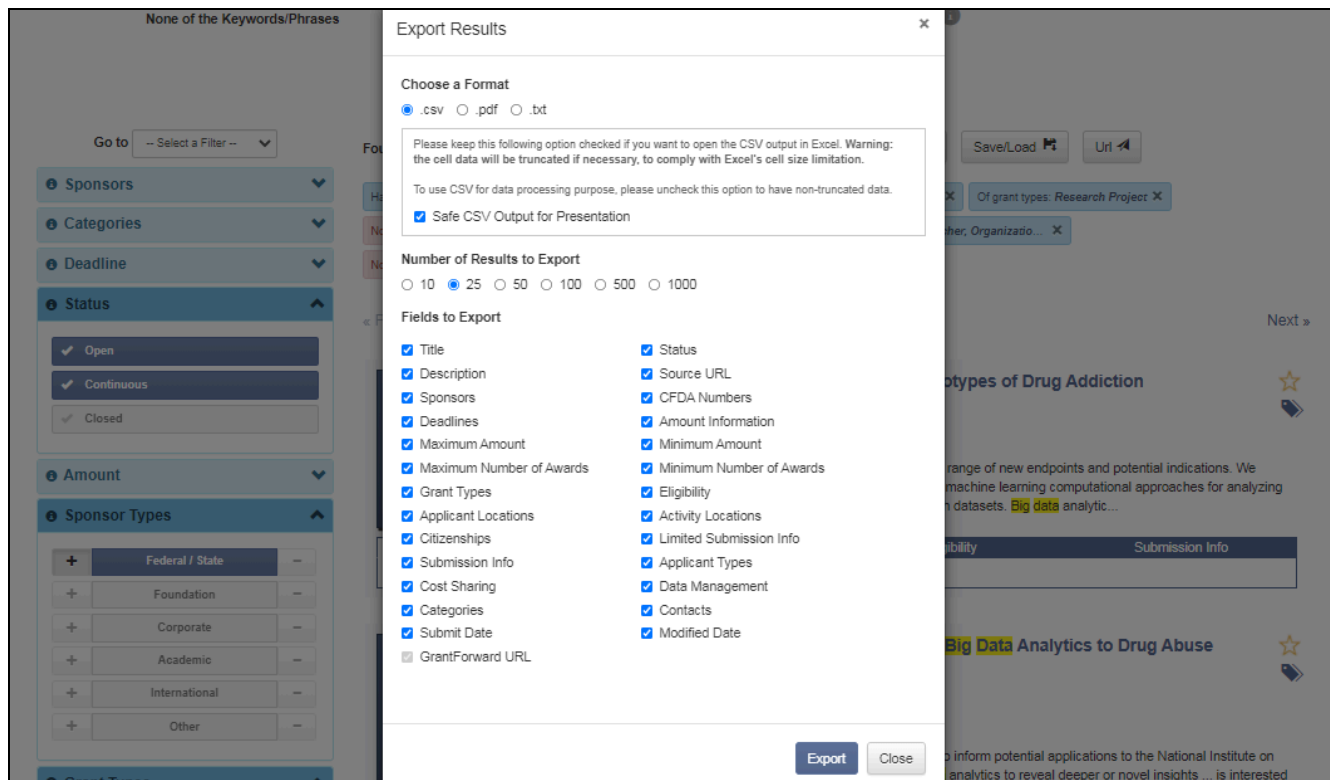 None of the Keywords/Phrases
Export Results
×
Choose a Format
.csv .pdf .txt
Please keep this following option checked if you want to open the CSV output in Excel. Warning:
the cell data will be truncated if necessary, to comply with Excel's cell size limitation.
To use CSV for data processing purpose, please uncheck this option to have non-truncated data.
Safe CSV Output for Presentation
Number of Results to Export
10 25 50 100 500 1000
Fields to Export
Title Status
Description Source URL
Sponsors CFDA Numbers
Deadlines Amount Information
Maximum Amount Minimum Amount
Maximum Number of Awards Minimum Number of Awards
Grant Types Eligibility
Applicant Locations Activity Locations
Citizenships Limited Submission Info
Submission Info Applicant Types
Cost Sharing Data Management
Categories Contacts
Submit Date Modified Date
GrantForward URL
Export Close
Go to -- Select a Filter --
Sponsors
Categories
Deadline
Status
Open
Continuous
Closed
Amount
Sponsor Types
+ Federal / State −
+ Foundation −
+ Corporate −
+ Academic −
+ International −
+ Other −
Save/Load Url
Of grant types: Research Project ×
her, Organizatio... ×
Next »
otypes of Drug Addiction
range of new endpoints and potential indications. We
machine learning computational approaches for analyzing
datasets. Big data analytic...
ibility Submission Info
Big Data Analytics to Drug Abuse
inform potential applications to the National Institute on
analytics to reveal deeper or novel insights ... is interested